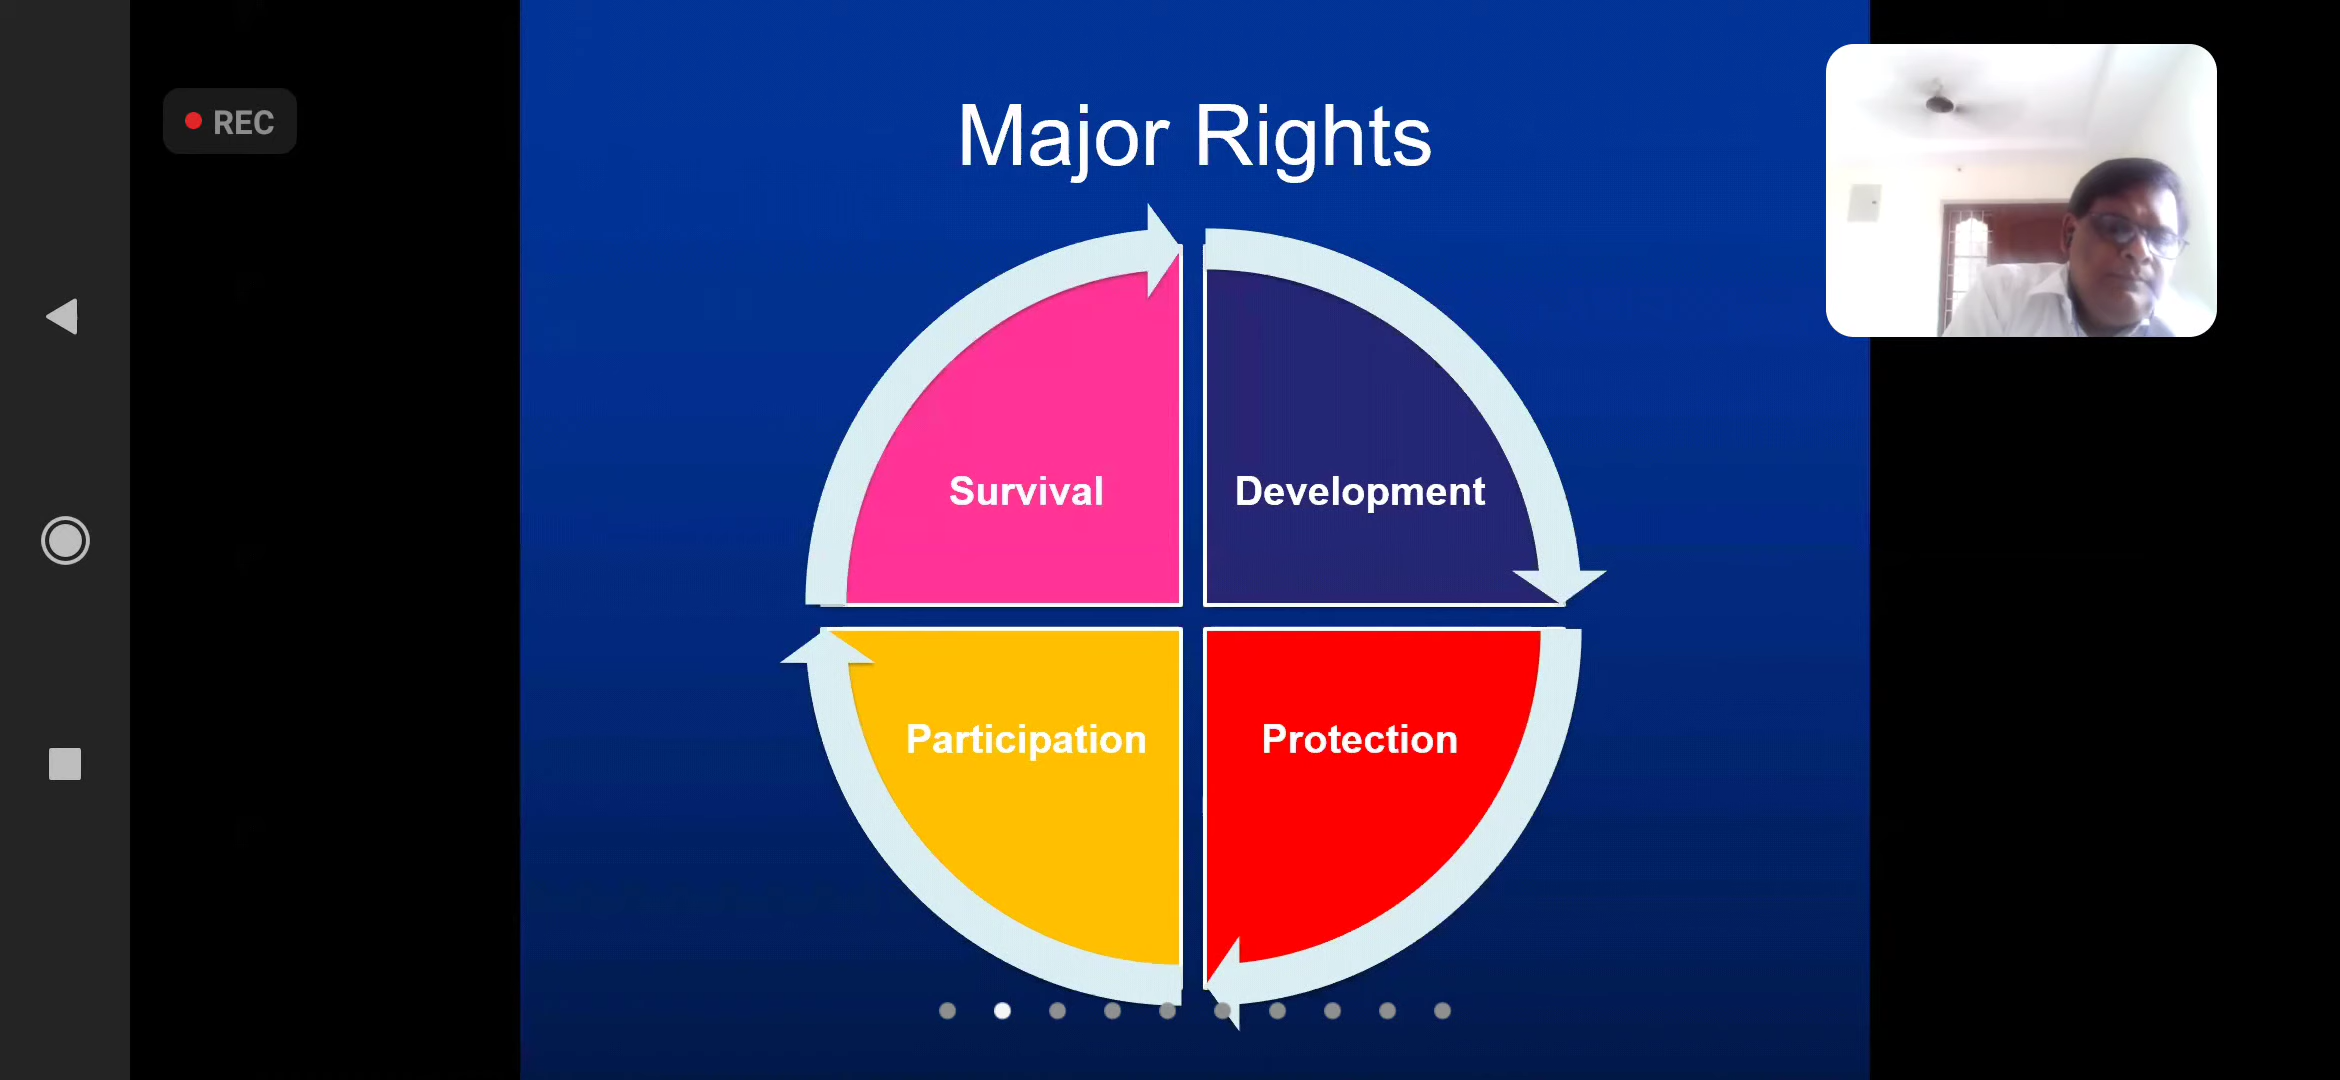 REC
Major Rights
Survival
Development
Participation
Protection